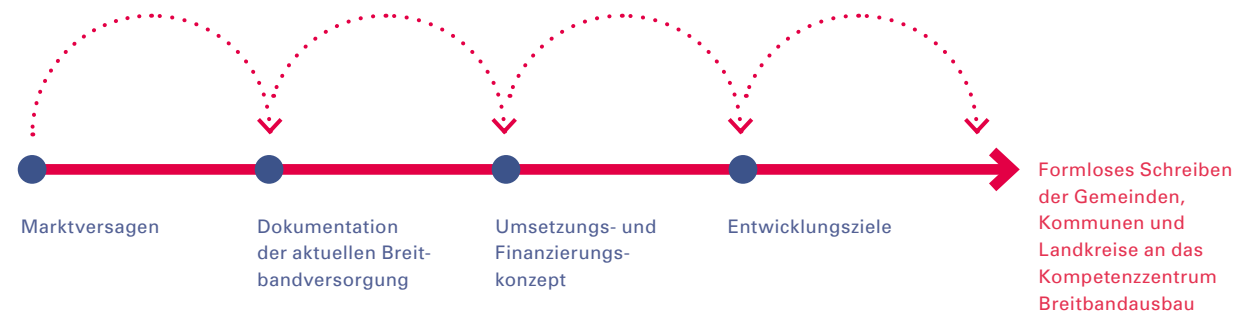 Marktversagen
Dokumentation
der aktuellen Breit-
bandversorgung
Umsetzungs- und
Finanzierungs-
konzept
Entwicklungsziele
Formloses Schreiben
der Gemeinden,
Kommunen und
Landkreise an das
Kompetenzzentrum
Breitbandausbau